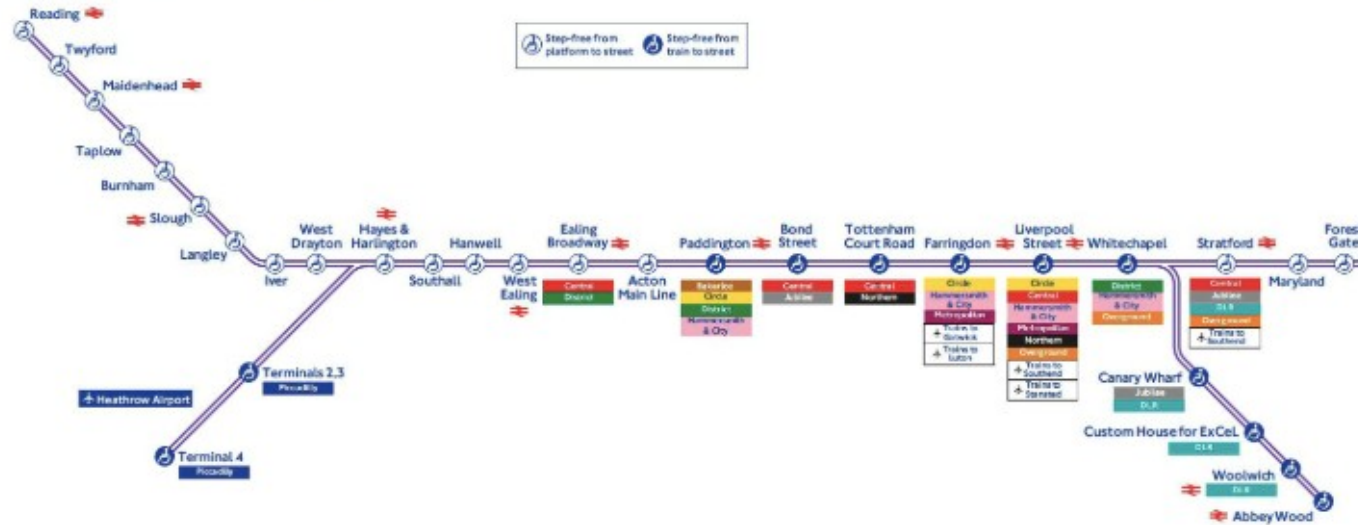 Reading
Twyford
Maidenhead
Taplow
Burnham
Slough
Langley
Iver
West
Drayton
Hayes &
Harlington
Southall
Hanwell
West
Ealing
Ealing
Broadway
Central
District
Acton
Main Line
Paddington
Bakerloo
Circle
District
Hammersmith
& City
Bond
Street
Central
Jubilee
Tottenham
Court Road
Central
Northern
Farringdon
Circle
Hammersmith
& City
Metropolitan
Trains to
Gatwick
Trains to
Luton
Liverpool
Street
Circle
Central
Hammersmith
& City
Metropolitan
Northern
Overground
Trains to
Southend
Trains to
Stansted
Whitechapel
District
Hammersmith
& City
Overground
Stratford
Central
Jubilee
DLR
Overground
Trains to
Southend
Maryland
Fores
Gate
Step-free from
platform to street
Step-free from
train to street
Terminals 2,3
Piccadilly
Heathrow Airport
Terminal 4
Piccadilly
Canary Wharf
Jubilee
DLR
Custom House for ExCeL
DLR
Woolwich
DLR
Abbey Wood